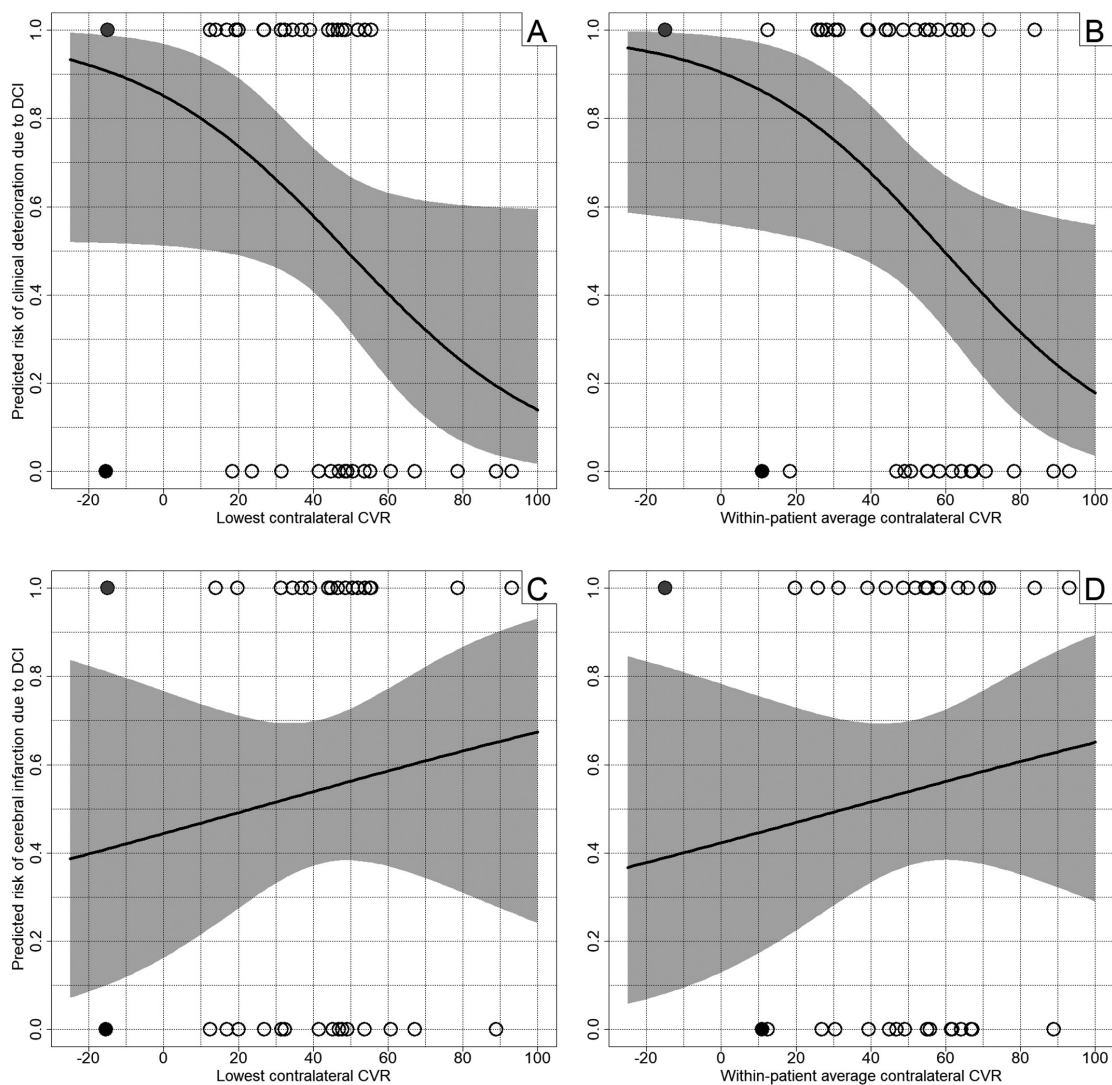 A
Predicted risk of clinical deterioration due to DCI
1.0
0.8
0.6
0.4
0.2
0.0
-20 0 20 40 60 80 100
Lowest contralateral CVR
B
1.0
0.8
0.6
0.4
0.2
0.0
-20 0 20 40 60 80 100
Within-patient average contralateral CVR
C
Predicted risk of cerebral infarction due to DCI
1.0
0.8
0.6
0.4
0.2
0.0
-20 0 20 40 60 80 100
Lowest contralateral CVR
D
1.0
0.8
0.6
0.4
0.2
0.0
-20 0 20 40 60 80 100
Within-patient average contralateral CVR